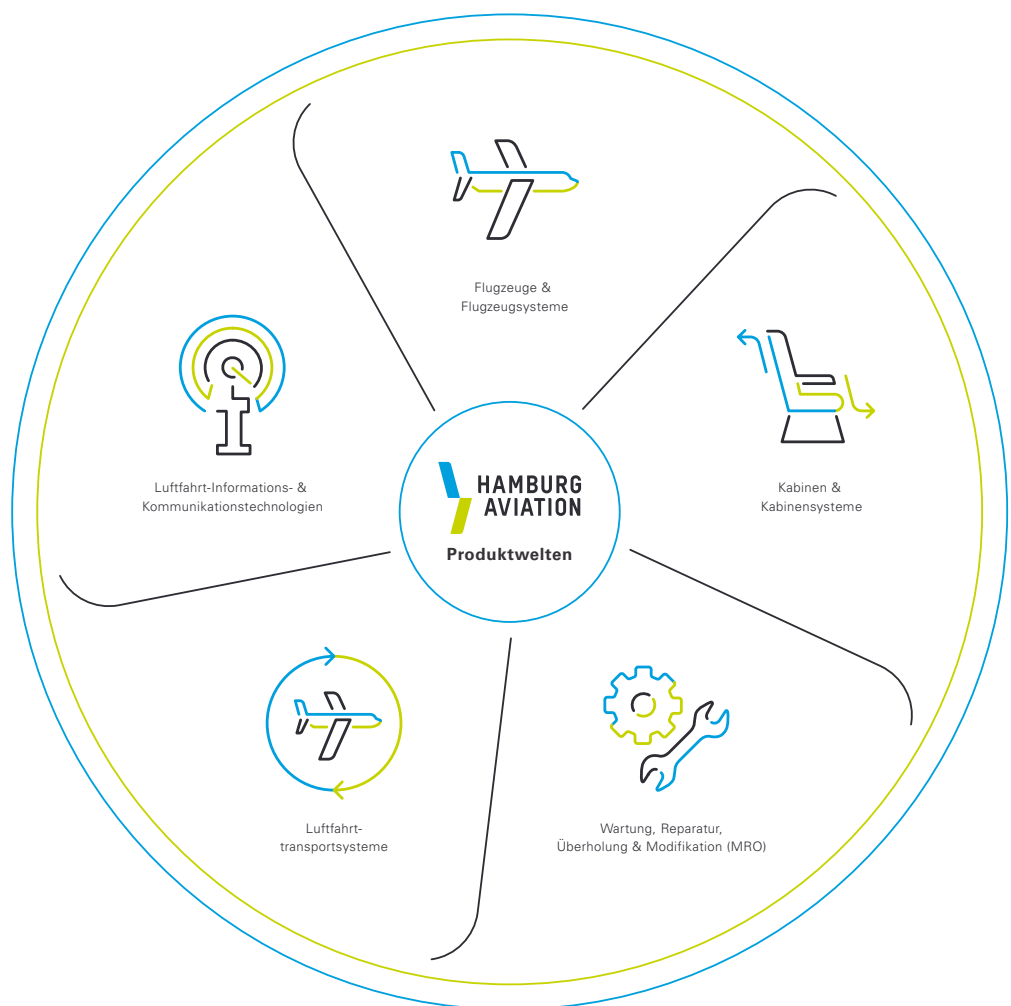 Flugzeuge &
Flugzeugsysteme
Kabinen &
Kabinensysteme
Luftfahrt-Informations- &
Kommunikationstechnologien
HAMBURG
AVIATION
Produktwelten
Luftfahrt-
transportsysteme
Wartung, Reparatur,
Überholung & Modifikation (MRO)